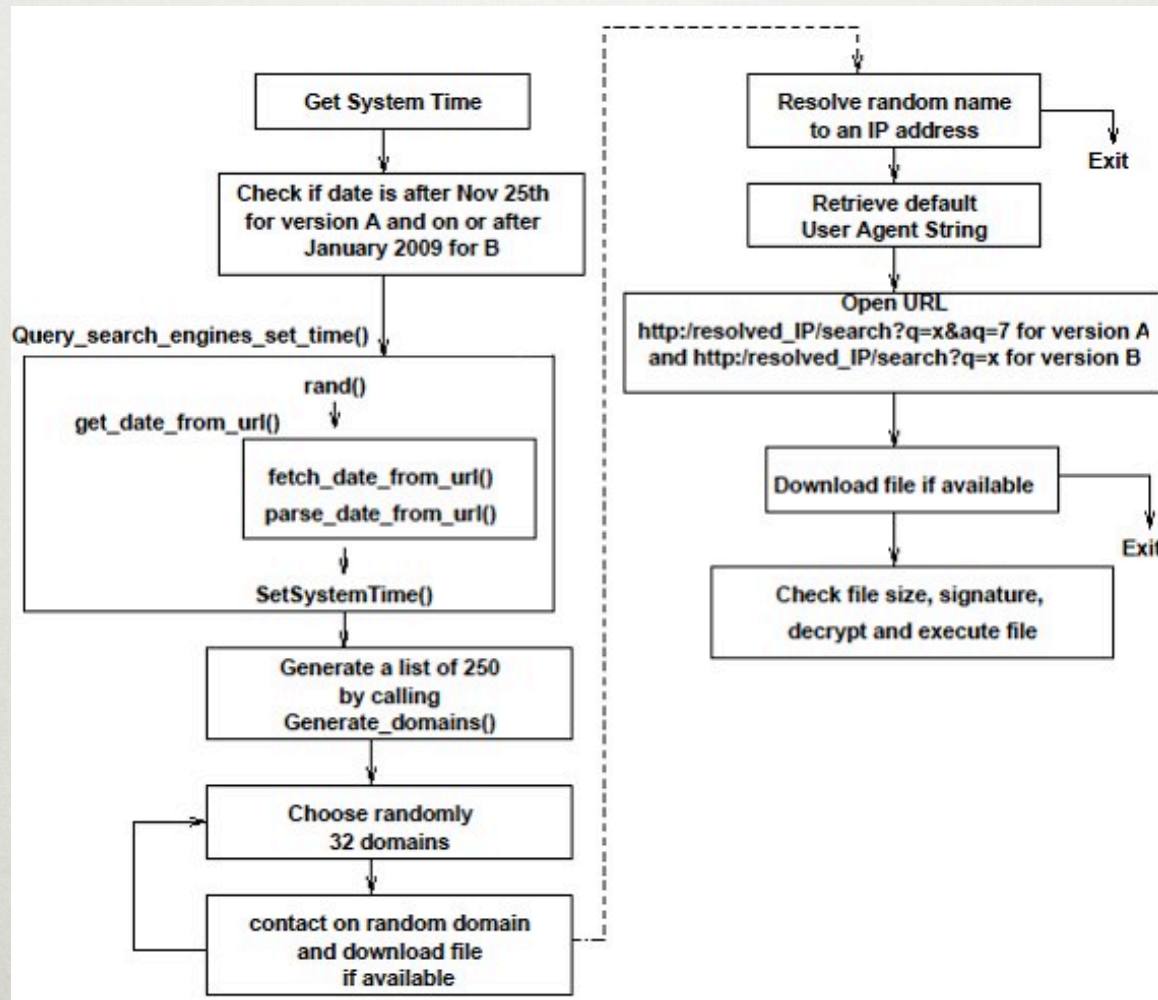 Get System Time
Check if date is after Nov 25th
for version A and on or after
January 2009 for B
Query_search_engines_set_time()
rand()
get_date_from_url()
fetch_date_from_url()
parse_date_from_url()
SetSystemTime()
Generate a list of 250
by calling
Generate_domains()
Choose randomly
32 domains
contact on random domain
and download file
if available
Resolve random name
to an IP address
Exit
Retrieve default
User Agent String
Open URL
http:/resolved_IP/search?q=x&aq=7 for version A
and http:/resolved_IP/search?q=x for version B
Download file if available
Exit
Check file size, signature,
decrypt and execute file